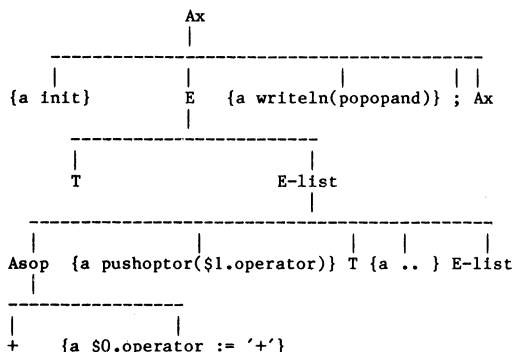 Ax
{a init} E {a writeln(popopand)} ; Ax
T E-list
Asop {a pushoptor($1.operator)} T {a .. } E-list
+ {a $0.operator := '+'}